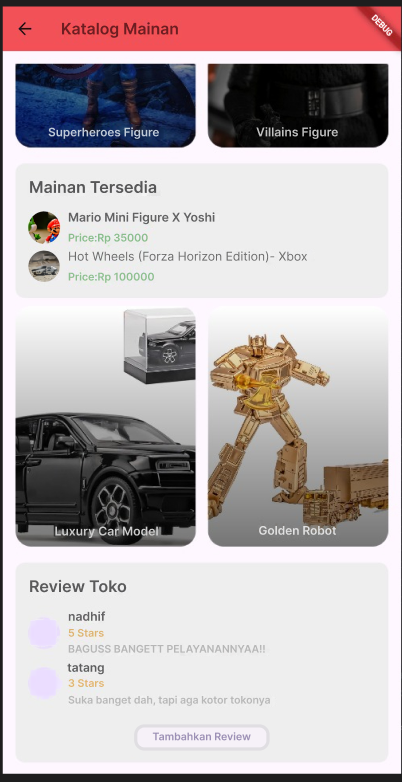 Katalog Mainan
DEBUG
Superheroes Figure
Villains Figure
Mainan Tersedia
Mario Mini Figure X Yoshi
Price:Rp 35000
Hot Wheels (Forza Horizon Edition)- Xbox
Price:Rp 100000
Luxury Car Model
Golden Robot
Review Toko
nadhif
5 Stars
BAGUSS BANGETT PELAYANANNYAA!!
tatang
3 Stars
Suka banget dah, tapi aga kotor tokonya
Tambahkan Review